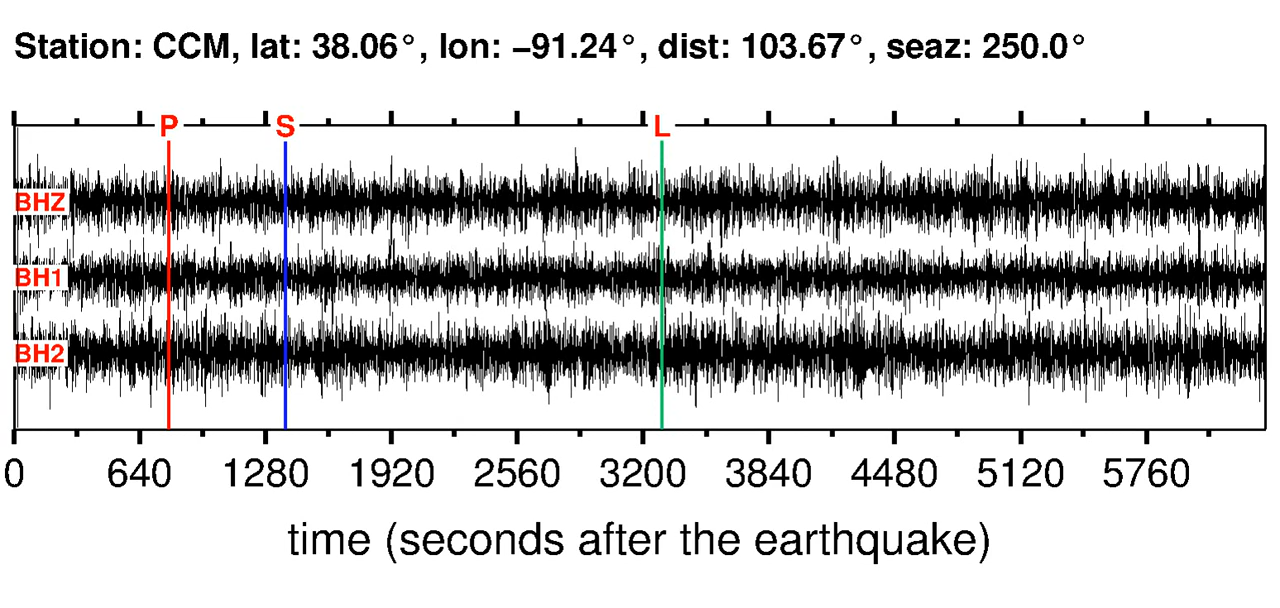 Station: CCM, lat: 38.06°, lon: −91.24°, dist: 103.67°, seaz: 250.0°
P S L
BHZ
BH1
BH2
0 640 1280 1920 2560 3200 3840 4480 5120 5760
time (seconds after the earthquake)